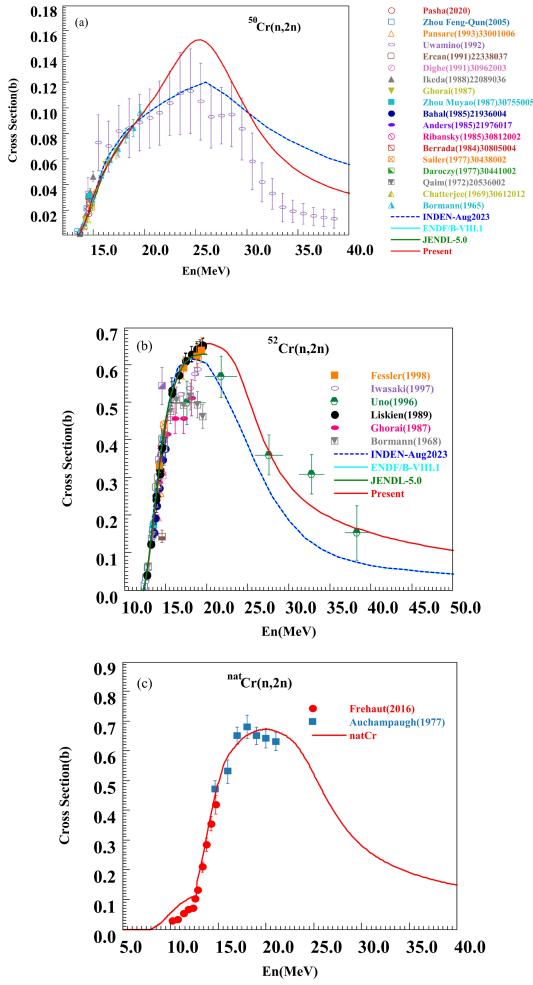 (a)
50Cr(n,2n)
0.18
0.16
0.14
0.12
0.10
0.08
0.06
0.04
0.02
Cross Section(b)
15.0 20.0 25.0 30.0 35.0 40
En(MeV)
Pasha(2020)
Zhou Feng-Qun(2005)
Pansare(1993)33001006
Uwamino(1992)
Ercan(1991)22338037
Dighe(1991)30962003
Ikeda(1988)22089036
Ghorai(1987)
Zhou Muyao(1987)30755005
Bahal(1985)21936004
Anders(1985)21976017
Ribansky(1985)30812002
Berrada(1984)30805004
Sailer(1977)30438002
Daroczy(1977)30441002
Qaim(1972)20536002
Chatterjee(1969)30612012
Bormann(1965)
INDEN-Aug2023
ENDF/B-VIII.1
JENDL-5.0
Present
(b)
52Cr(n,2n)
0.7
0.6
0.5
0.4
0.3
0.2
0.1
0.0
Cross Section(b)
10.0 15.0 20.0 25.0 30.0 35.0 40.0 45.0 50.0
En(MeV)
Fessler(1998)
Iwasaki(1997)
Uno(1996)
Liskien(1989)
Ghorai(1987)
Bormann(1968)
INDEN-Aug2023
ENDF/B-VIII.1
JENDL-5.0
Present
(c)
natCr(n,2n)
0.9
0.8
0.7
0.6
0.5
0.4
0.3
0.2
0.1
0.0
Cross Section(b)
5.0 10.0 15.0 20.0 25.0 30.0 35.0 40.0
En(MeV)
Frehaut(2016)
Auchampaugh(1977)
natCr